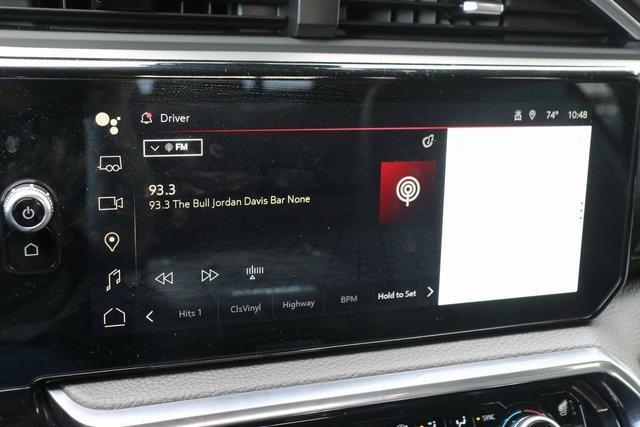 Driver
74° 10:48
FM
93.3
93.3 The Bull Jordan Davis Bar None
Hits 1 ClsVinyl Highway BPM Hold to Set
SYNC